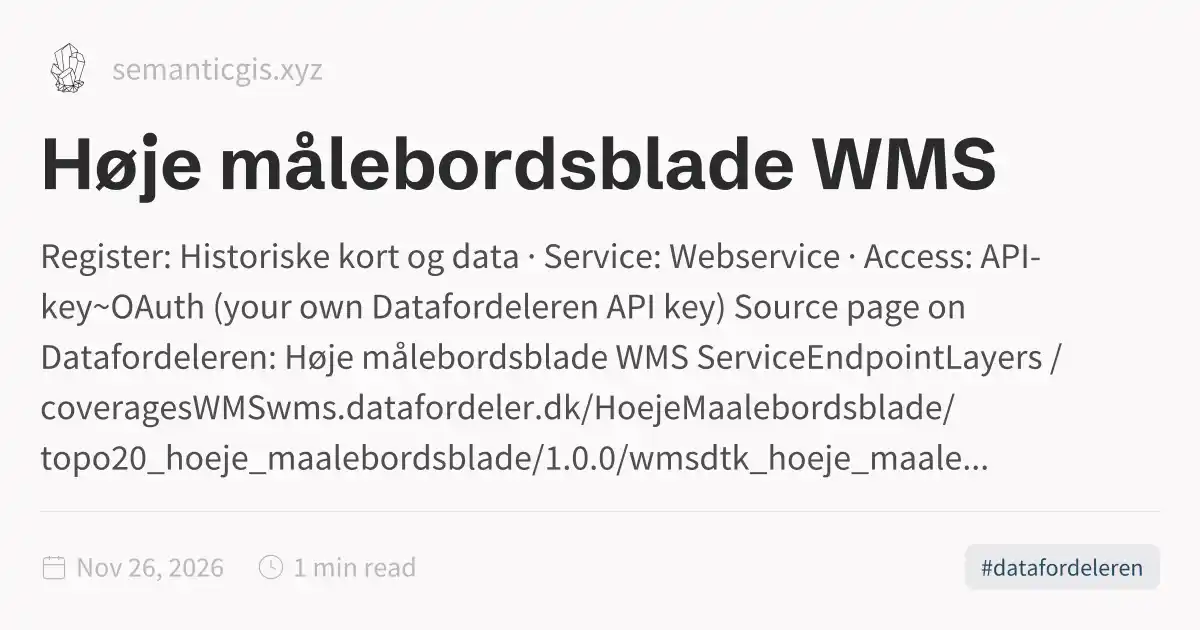 semanticgis.xyz
Høje målebordsblade WMS
Register: Historiske kort og data · Service: Webservice · Access: API-
key~OAuth (your own Datafordeleren API key) Source page on
Datafordeleren: Høje målebordsblade WMS ServiceEndpointLayers /
coveragesWMSwms.datafordeler.dk/HoejeMaalebordsblade/
topo20_hoeje_maalebordsblade/1.0.0/wmsdtk_hoeje_maale...
Nov 26, 2026 1 min read
#datafordeleren